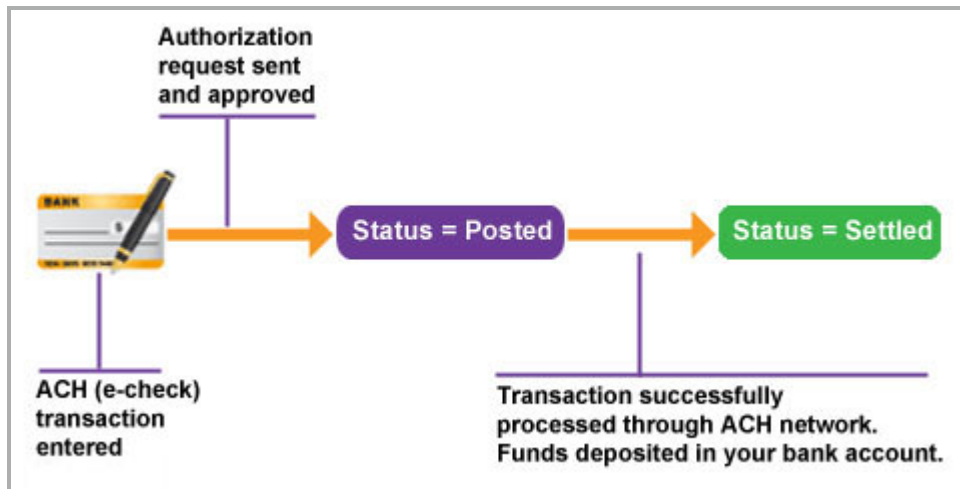 Authorization
request sent
and approved
BANK
$
Status = Posted
Status = Settled
ACH (e-check)
transaction
entered
Transaction successfully
processed through ACH network.
Funds deposited in your bank account.